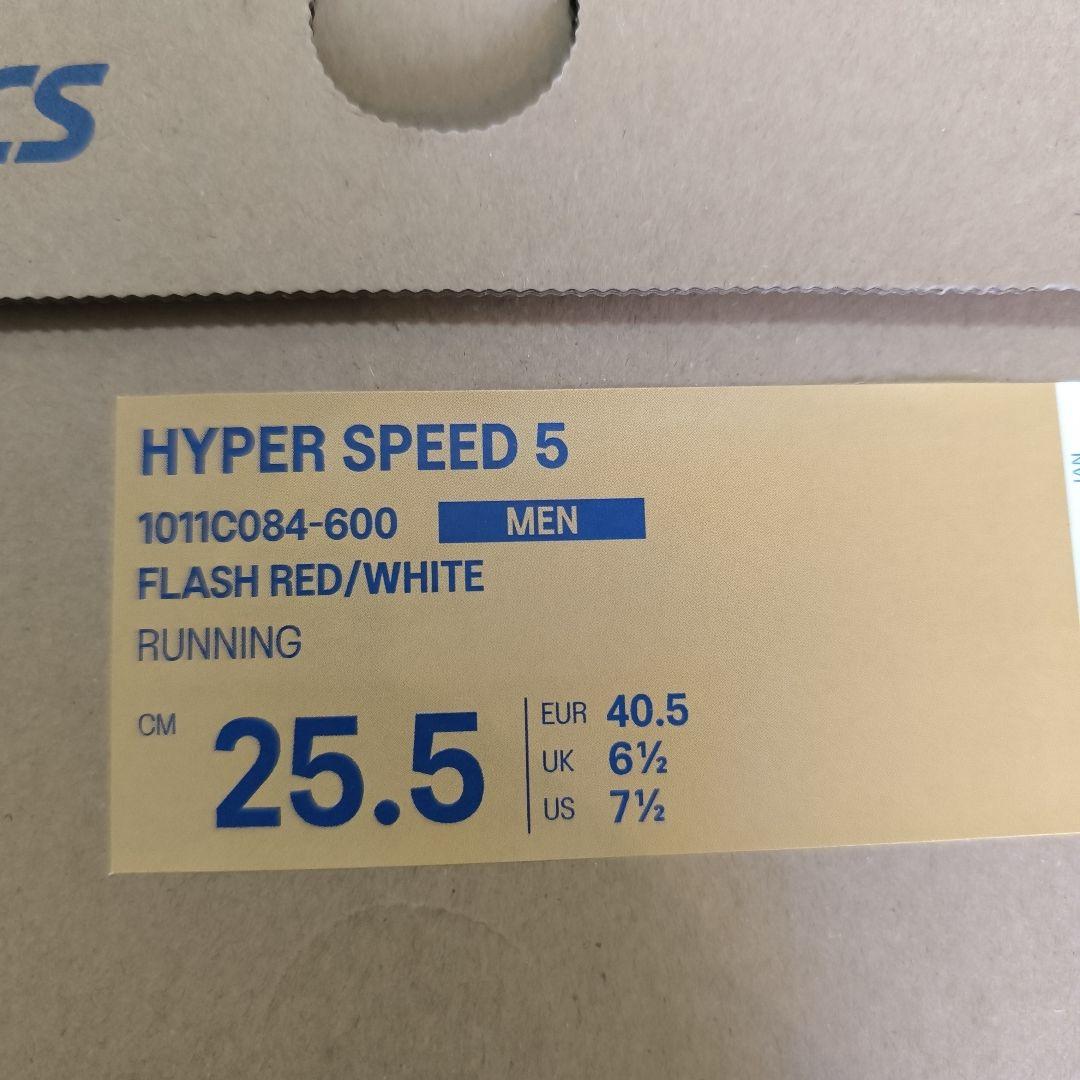 CS
HYPER SPEED 5
1011C084-600 MEN
FLASH RED/WHITE
RUNNING
CM 25.5
EUR 40.5
UK 6½
US 7½
JAN